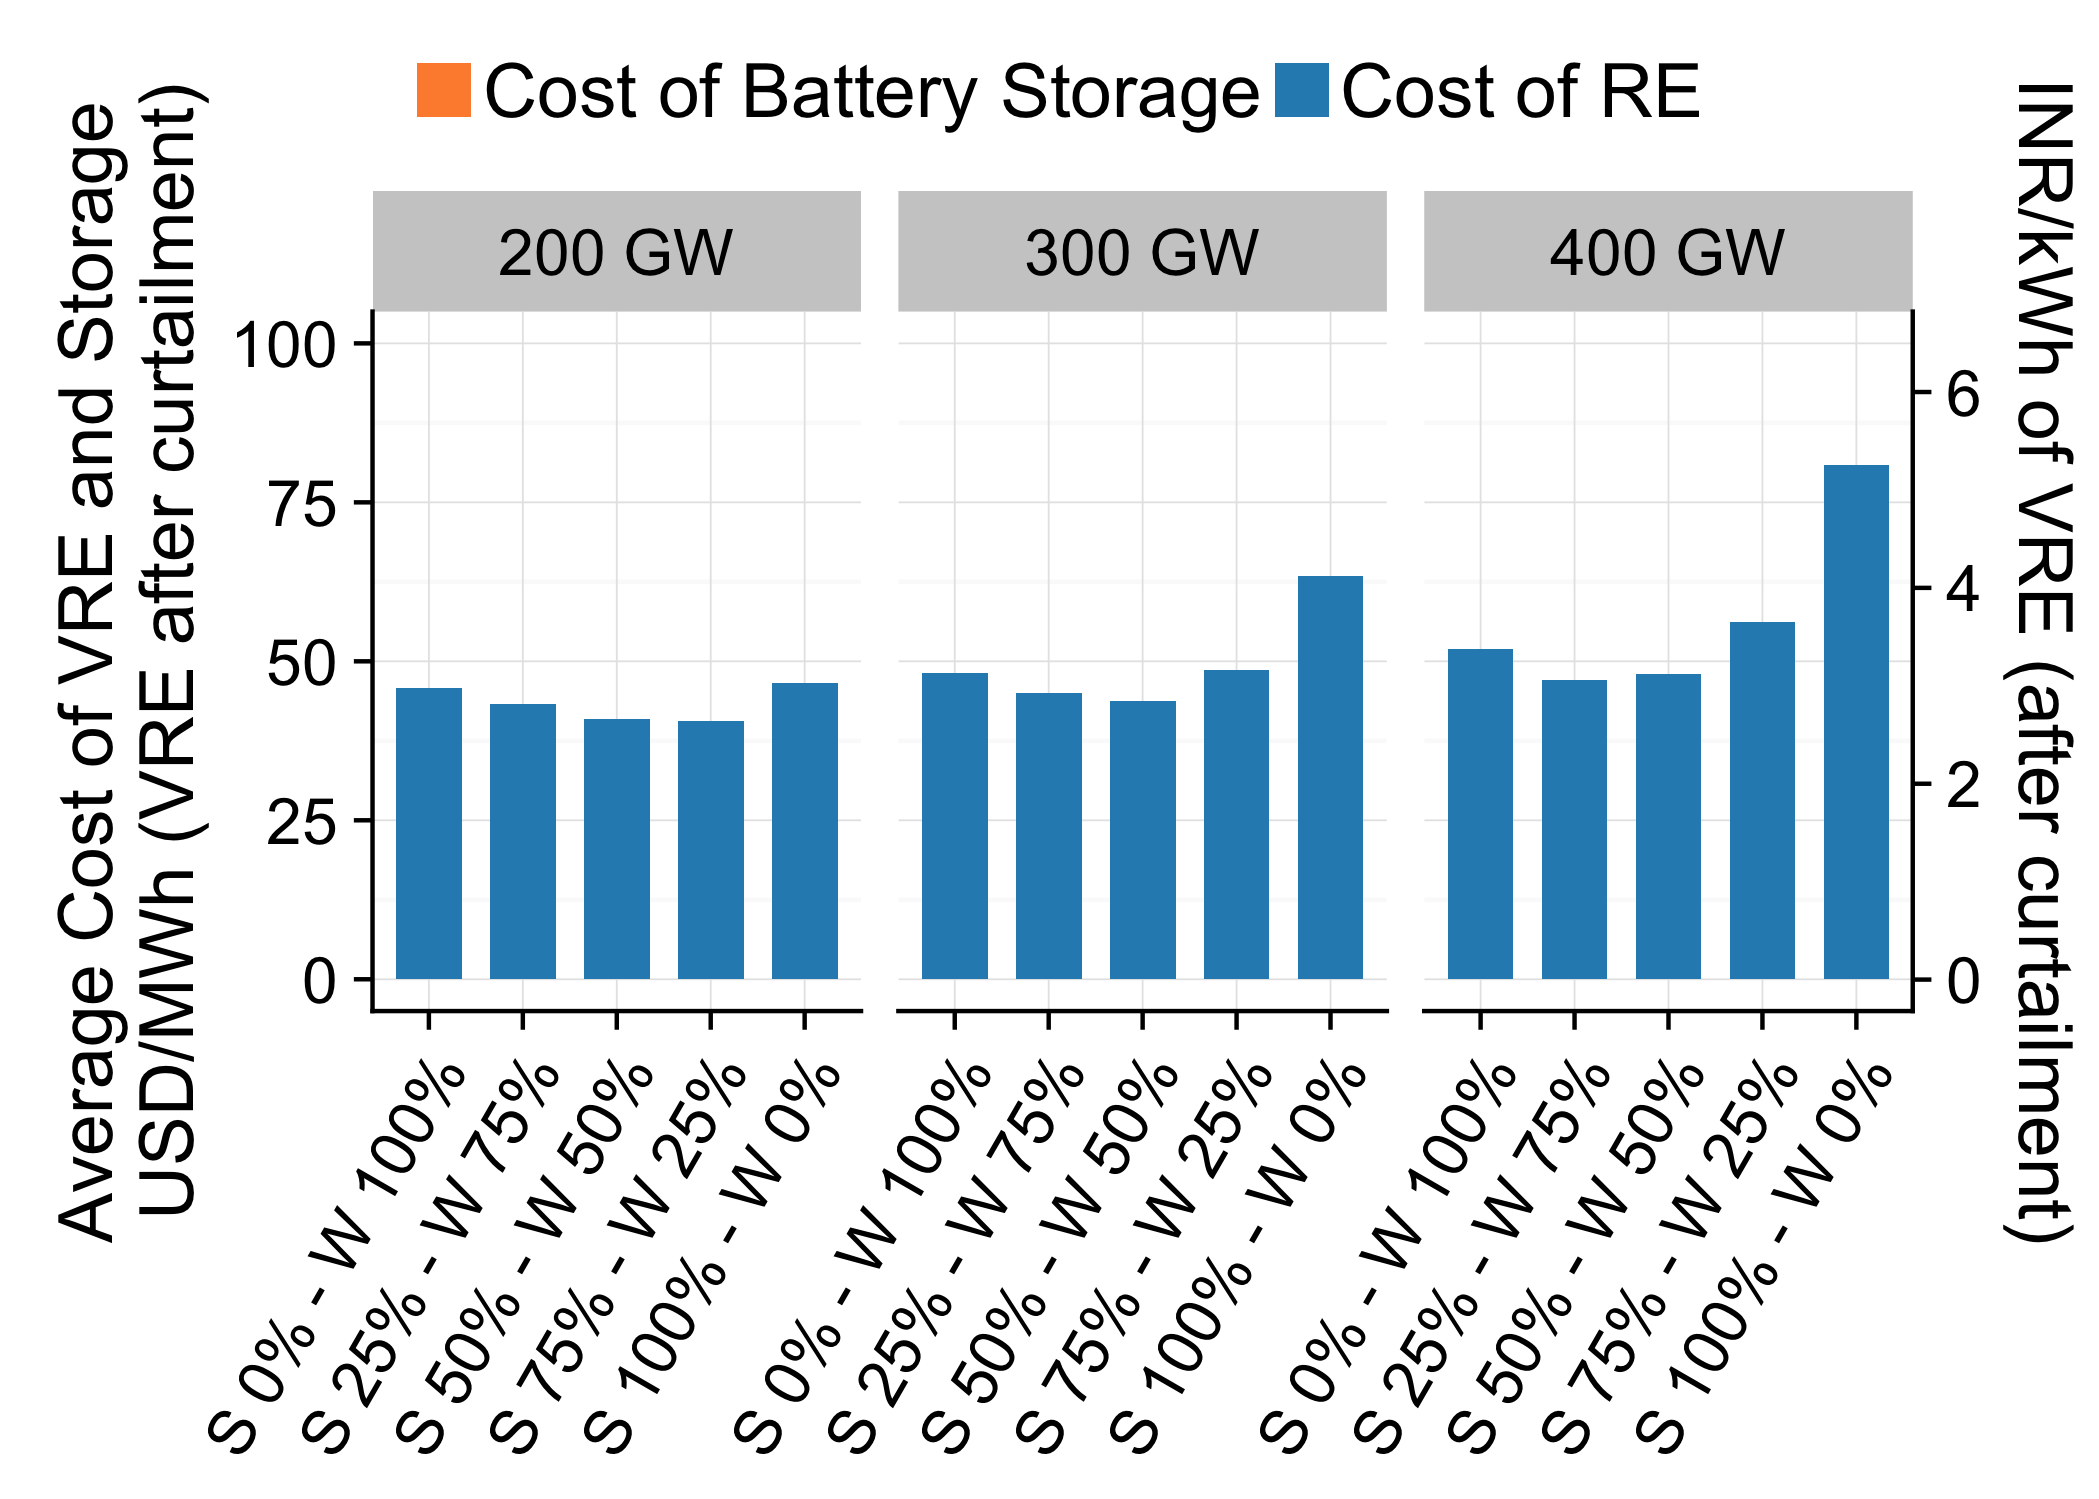 Cost of Battery Storage
Cost of RE
Average Cost of VRE and Storage
USD/MWh (VRE after curtailment)
INR/kWh of VRE (after curtailment)
200 GW
300 GW
400 GW
100
75
50
25
0
6
4
2
0
S 0% - W 100%
S 25% - W 75%
S 50% - W 50%
S 75% - W 25%
S 100% - W 0%
S 0% - W 100%
S 25% - W 75%
S 50% - W 50%
S 75% - W 25%
S 100% - W 0%
S 0% - W 100%
S 25% - W 75%
S 50% - W 50%
S 75% - W 25%
S 100% - W 0%